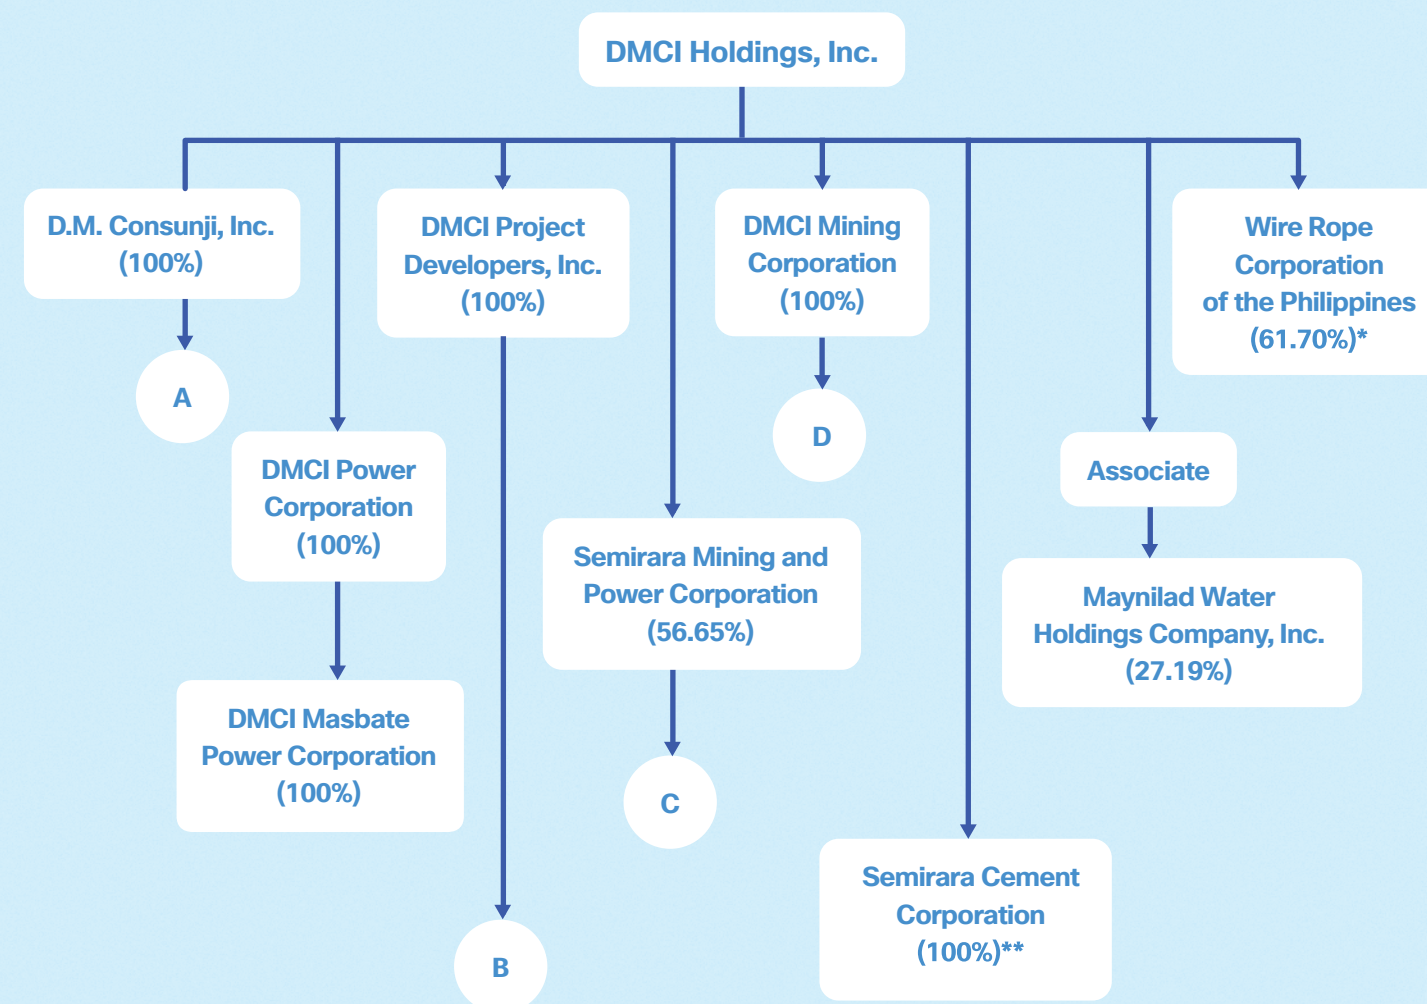 DMCI Holdings, Inc.
D.M. Consunji, Inc.
(100%)
A
DMCI Power
Corporation
(100%)
DMCI Masbate
Power Corporation
(100%)
DMCI Project
Developers, Inc.
(100%)
B
Semirara Mining and
Power Corporation
(56.65%)
C
DMCI Mining
Corporation
(100%)
D
Semirara Cement
Corporation
(100%)**
Associate
Maynilad Water
Holdings Company, Inc.
(27.19%)
Wire Rope
Corporation
of the Philippines
(61.70%)*